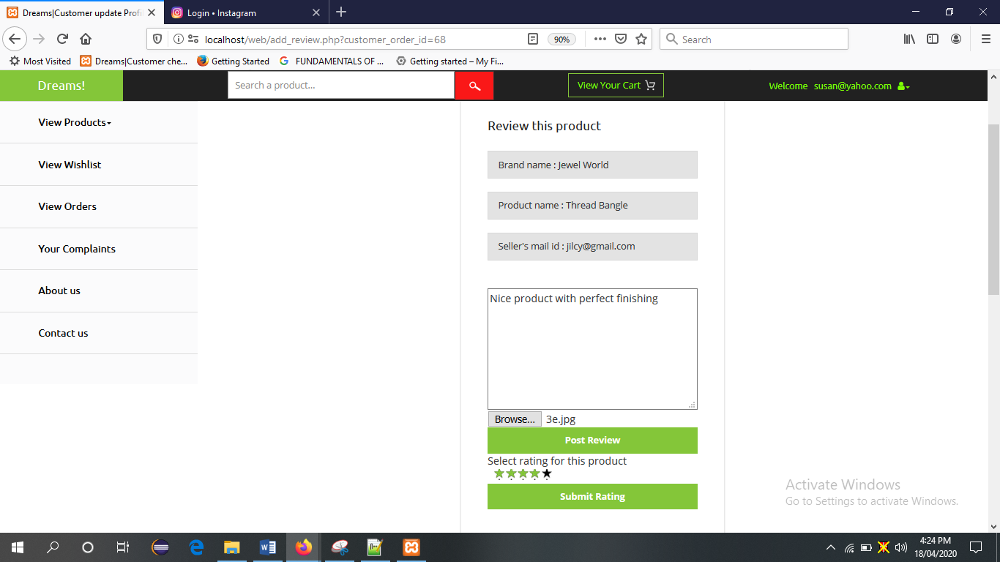 Dreams|Customer update Profi
Login • Instagram
localhost/web/add_review.php?customer_order_id=68
90%
Search
Most Visited
Dreams|Customer che...
Getting Started
FUNDAMENTALS OF ...
Getting started – My Fi...
Dreams!
Search a product...
View Your Cart
Welcome susan@yahoo.com
View Products
View Wishlist
View Orders
Your Complaints
About us
Contact us
Review this product
Brand name : Jewel World
Product name : Thread Bangle
Seller's mail id : jilcy@gmail.com
Nice product with perfect finishing
Browse... 3e.jpg
Post Review
Select rating for this product
Submit Rating
Activate Windows
Go to Settings to activate Windows.
4:24 PM
18/04/2020